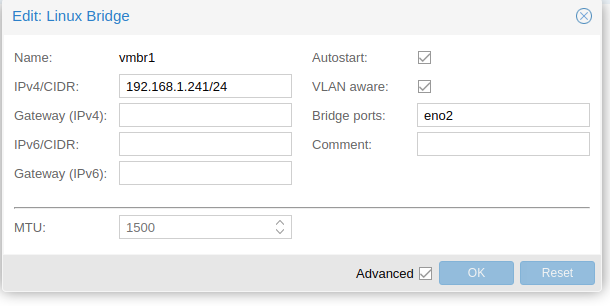 Edit: Linux Bridge
Name: vmbr1 Autostart:
IPv4/CIDR: 192.168.1.241/24 VLAN aware:
Gateway (IPv4): Bridge ports: eno2
IPv6/CIDR: Comment:
Gateway (IPv6):
MTU: 1500
Advanced OK Reset